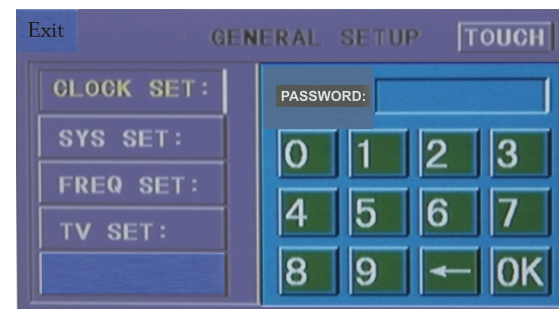 Exit GENERAL SETUP TOUCH
CLOCK SET:
SYS SET:
FREQ SET:
TV SET:
PASSWORD:
0 1 2 3
4 5 6 7
8 9 ← OK